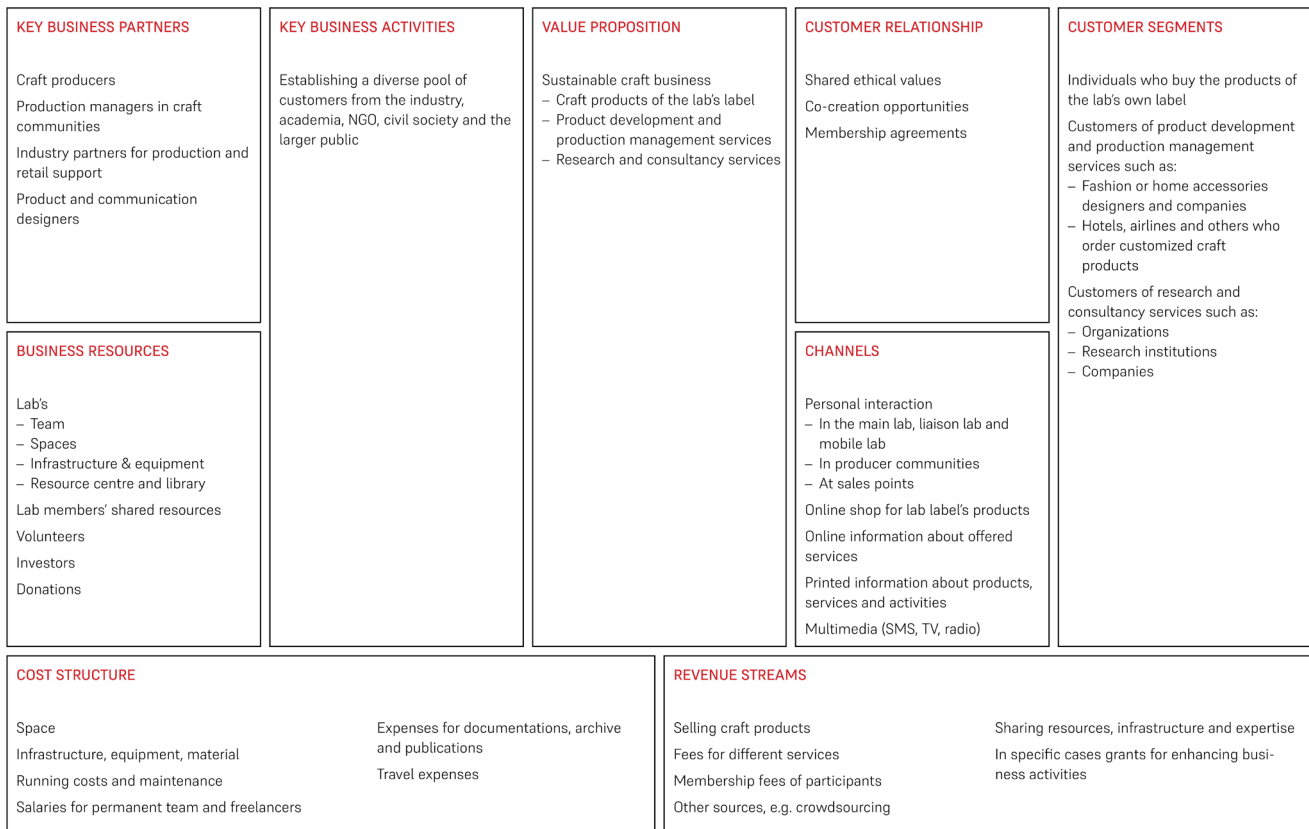 KEY BUSINESS PARTNERS
Craft producers
Production managers in craft
communities
Industry partners for production and
retail support
Product and communication
designers
BUSINESS RESOURCES
Lab's
– Team
– Spaces
– Infrastructure & equipment
– Resource centre and library
Lab members' shared resources
Volunteers
Investors
Donations
KEY BUSINESS ACTIVITIES
Establishing a diverse pool of
customers from the industry,
academia, NGO, civil society and the
larger public
VALUE PROPOSITION
Sustainable craft business
– Craft products of the lab's label
– Product development and
production management services
– Research and consultancy services
CUSTOMER RELATIONSHIP
Shared ethical values
Co-creation opportunities
Membership agreements
CHANNELS
Personal interaction
– In the main lab, liaison lab and
mobile lab
– In producer communities
– At sales points
Online shop for lab label's products
Online information about offered
services
Printed information about products,
services and activities
Multimedia (SMS, TV, radio)
CUSTOMER SEGMENTS
Individuals who buy the products of
the lab's own label
Customers of product development
and production management
services such as:
– Fashion or home accessories
designers and companies
– Hotels, airlines and others who
order customized craft
products
Customers of research and
consultancy services such as:
– Organizations
– Research institutions
– Companies
COST STRUCTURE
Space
Infrastructure, equipment, material
Running costs and maintenance
Salaries for permanent team and freelancers
Expenses for documentations, archive
and publications
Travel expenses
REVENUE STREAMS
Selling craft products
Fees for different services
Membership fees of participants
Other sources, e.g. crowdsourcing
Sharing resources, infrastructure and expertise
In specific cases grants for enhancing busi-
ness activities